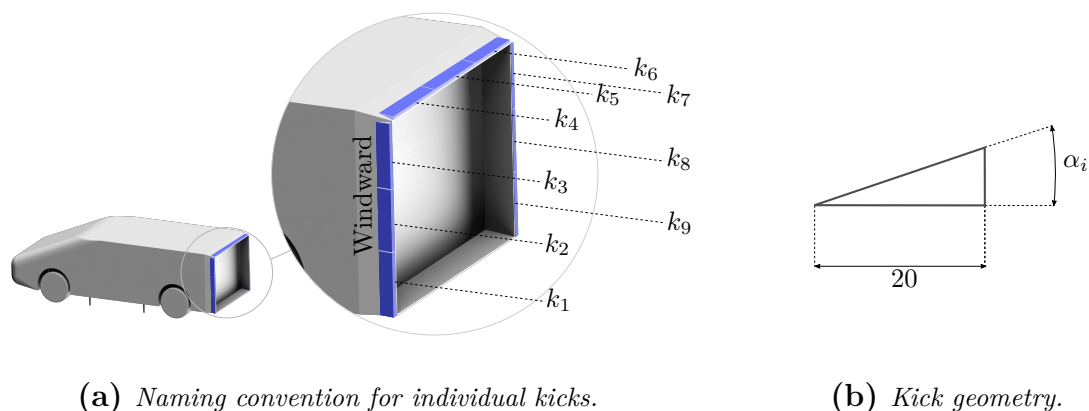 k6
k5
k7
k4
Windward
k8
k3
k9
k2
k1
αi
20
(a) Naming convention for individual kicks.
(b) Kick geometry.